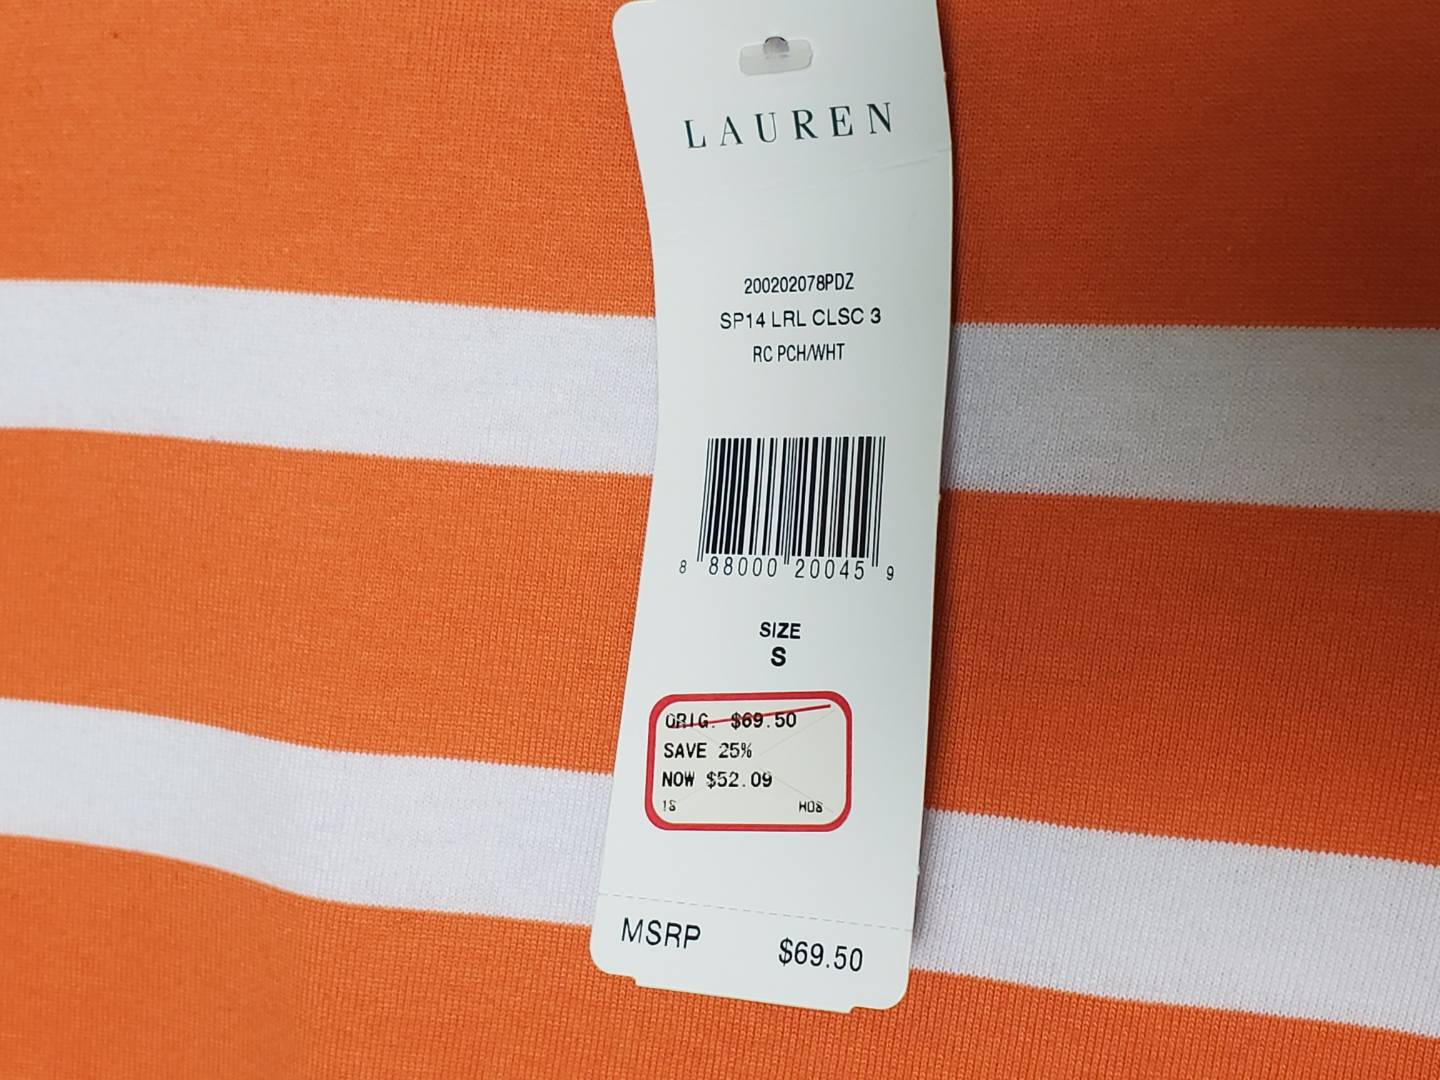 LAUREN
200202078PDZ
SP14 LRL CLSC 3
RC PCH/WHT
8 88000 20045 9
SIZE
S
ORIG. $69.50
SAVE 25%
NOW $52.09
1S H08
MSRP $69.50